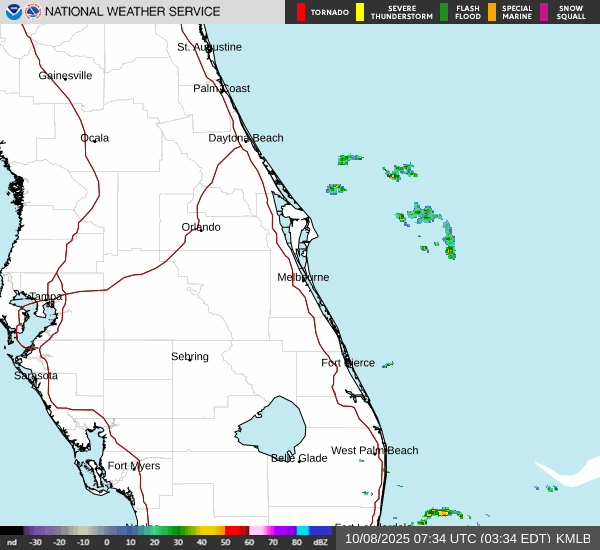 NATIONAL WEATHER SERVICE
TORNADO
SEVERE THUNDERSTORM
FLASH FLOOD
SPECIAL MARINE
SNOW SQUALL
St. Augustine
Gainesville
Palm Coast
Ocala
Daytona Beach
Orlando
Melbourne
Tampa
Sebring
Fort Pierce
Sarasota
West Palm Beach
Belle Glade
Fort Myers
nd -30 -20 -10 0 10 20 30 40 50 60 70 80 dBZ
10/08/2025 07:34 UTC (03:34 EDT) KMLB